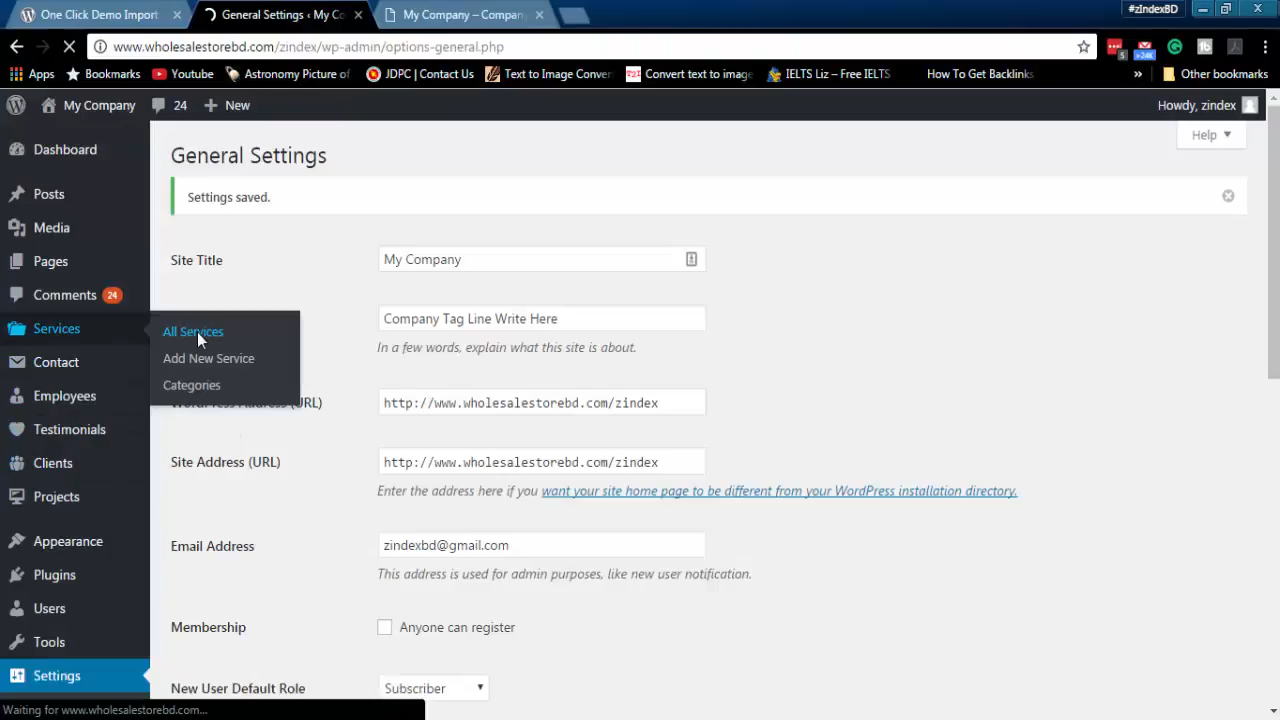 One Click Demo Import
General Settings ‹ My Co
My Company – Compan
#zIndexBD
www.wholesalestorebd.com/zindex/wp-admin/options-general.php
5
>24K
Apps
Bookmarks
Youtube
Astronomy Picture of
JDPC | Contact Us
Text to Image Conver
T2I
Convert text to image
IELTS Liz – Free IELTS
How To Get Backlinks
»
Other bookmarks
My Company
24
New
Howdy, zindex
Dashboard
Posts
Media
Pages
Comments 24
Services
Contact
Employees
Testimonials
Clients
Projects
Appearance
Plugins
Users
Tools
Settings
All Services
Add New Service
Categories
Help
General Settings
Settings saved.
Site Title
My Company
Company Tag Line Write Here
In a few words, explain what this site is about.
URL)
http://www.wholesalestorebd.com/zindex
Site Address (URL)
http://www.wholesalestorebd.com/zindex
Enter the address here if you want your site home page to be different from your WordPress installation directory.
Email Address
zindexbd@gmail.com
This address is used for admin purposes, like new user notification.
Membership
Anyone can register
New User Default Role
Subscriber
Waiting for www.wholesalestorebd.com...